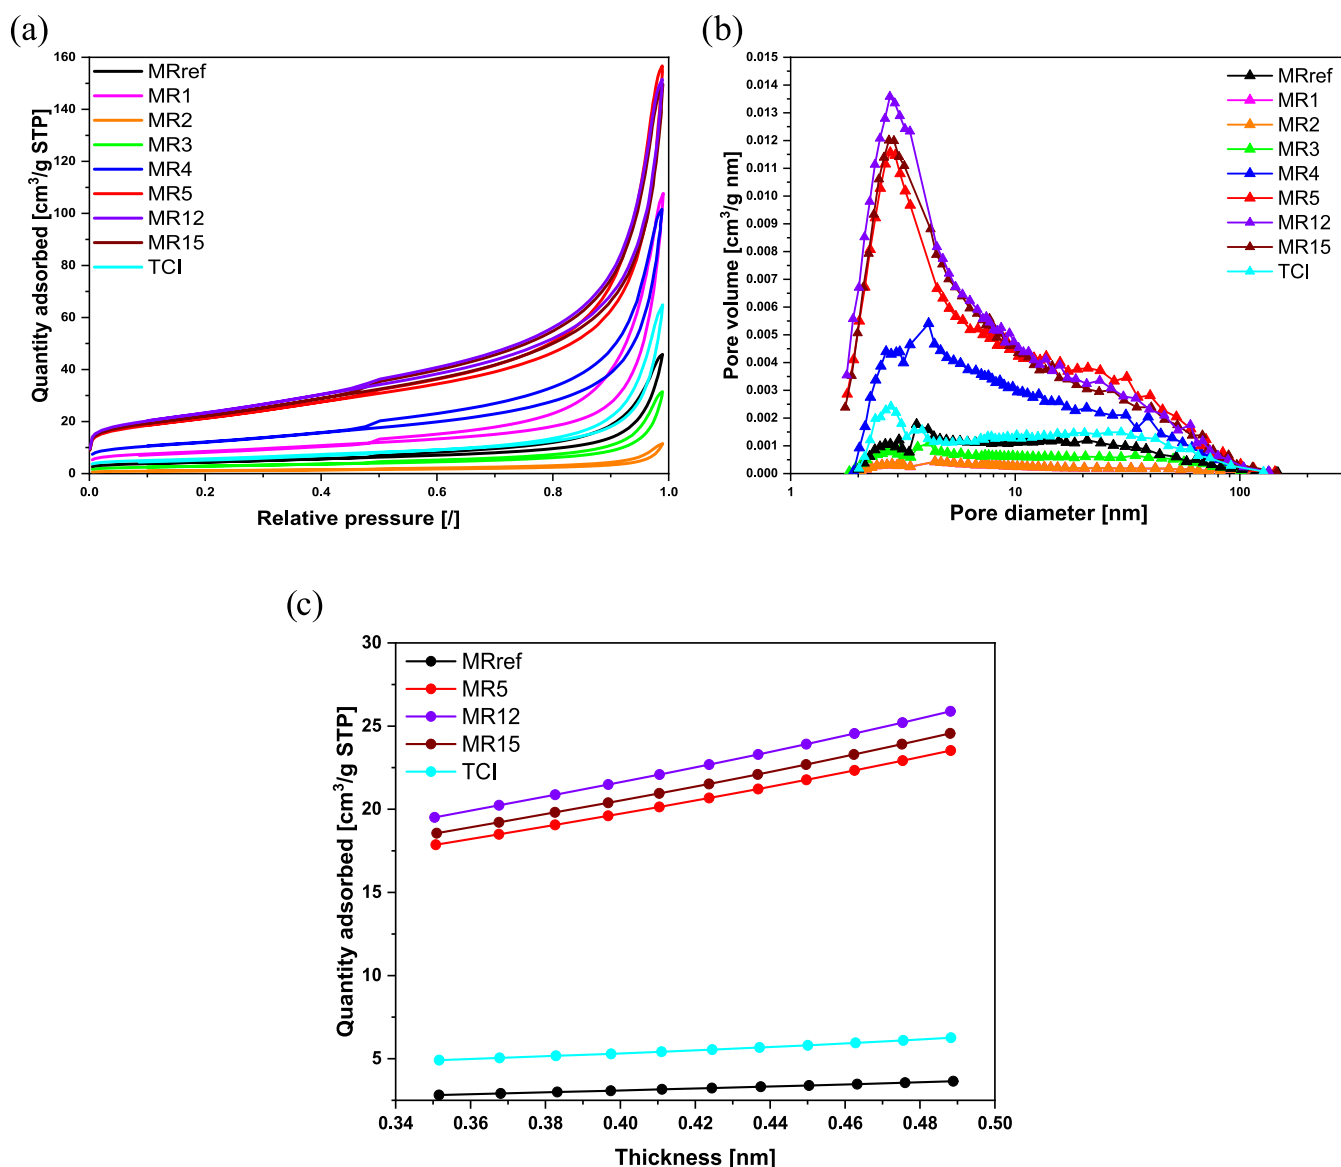 (a)
160
140
120
100
80
60
40
20
0
0.0 0.2 0.4 0.6 0.8 1.0
Quantity adsorbed [cm³/g STP]
Relative pressure [/]
MRref
MR1
MR2
MR3
MR4
MR5
MR12
MR15
TCI
(b)
0.015
0.014
0.013
0.012
0.011
0.010
0.009
0.008
0.007
0.006
0.005
0.004
0.003
0.002
0.001
0.000
1 10 100
Pore volume [cm³/g nm]
Pore diameter [nm]
MRref
MR1
MR2
MR3
MR4
MR5
MR12
MR15
TCI
(c)
30
25
20
15
10
5
0.34 0.36 0.38 0.40 0.42 0.44 0.46 0.48 0.50
Quantity adsorbed [cm³/g STP]
Thickness [nm]
MRref
MR5
MR12
MR15
TCI